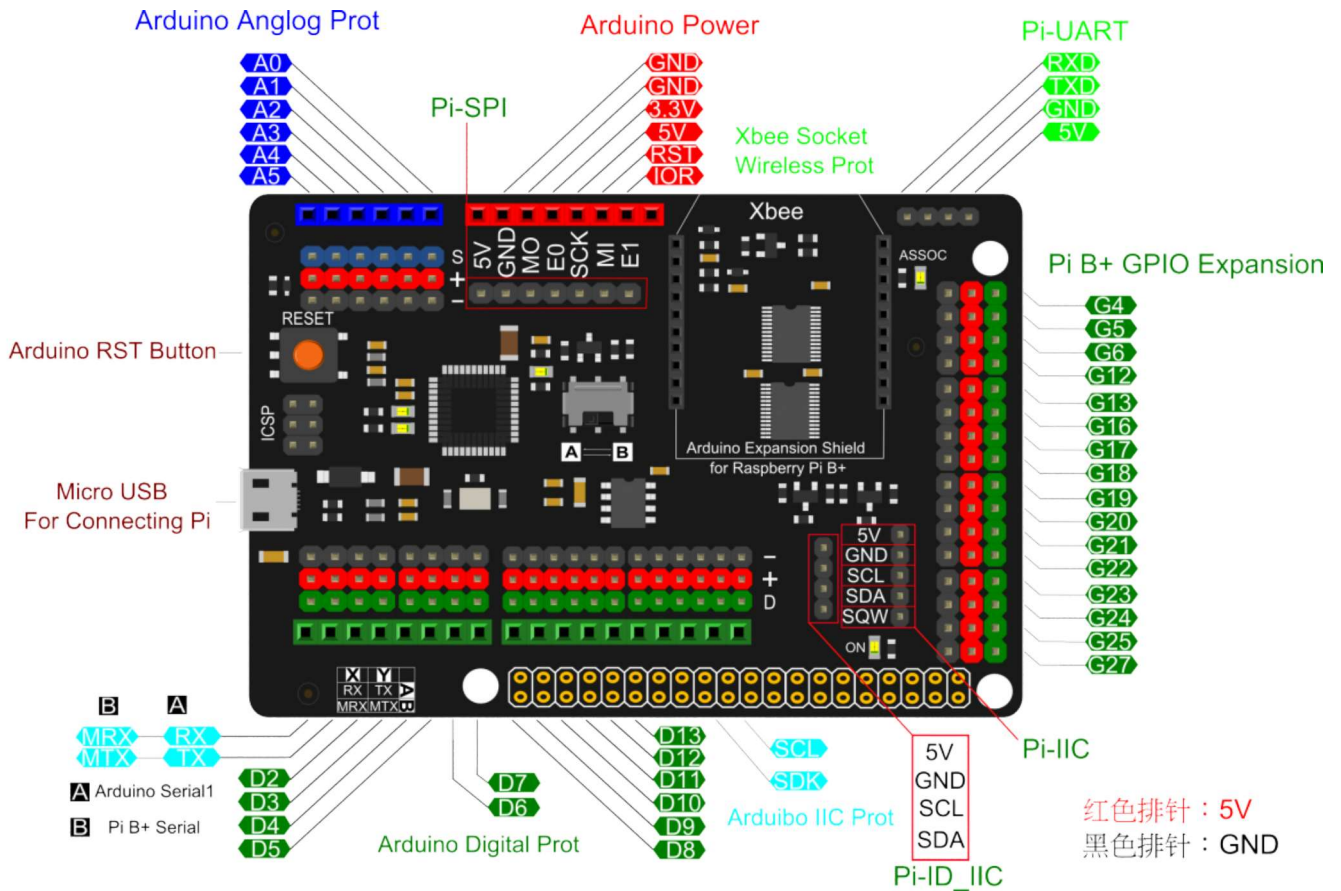 Arduino Anglog Prot
Arduino Power
Pi-UART
A0
A1
A2
A3
A4
A5
Pi-SPI
GND
GND
3.3V
5V
RST
IOR
Xbee Socket
Wireless Prot
RXD
TXD
GND
5V
Xbee
S
+
−
5V
GND
MO
E0
SCK
MI
E1
ASSOC
Pi B+ GPIO Expansion
G4
G5
G6
G12
G13
G16
G17
G18
G19
G20
G21
G22
G23
G24
G25
G27
RESET
Arduino RST Button
ICSP
A
B
Arduino Expansion Shield
for Raspberry Pi B+
Micro USB
For Connecting Pi
−
+
D
5V
GND
SCL
SDA
SQW
ON
X Y
RX TX A
MRX MTX B
B A
MRX RX
MTX TX
A Arduino Serial1
B Pi B+ Serial
D2
D3
D4
D5
D7
D6
Arduino Digital Prot
D13
D12
D11
D10
D9
D8
SCL
SDK
Arduibo IIC Prot
5V
GND
SCL
SDA
Pi-ID_IIC
Pi-IIC
红色排针：5V
黑色排针：GND